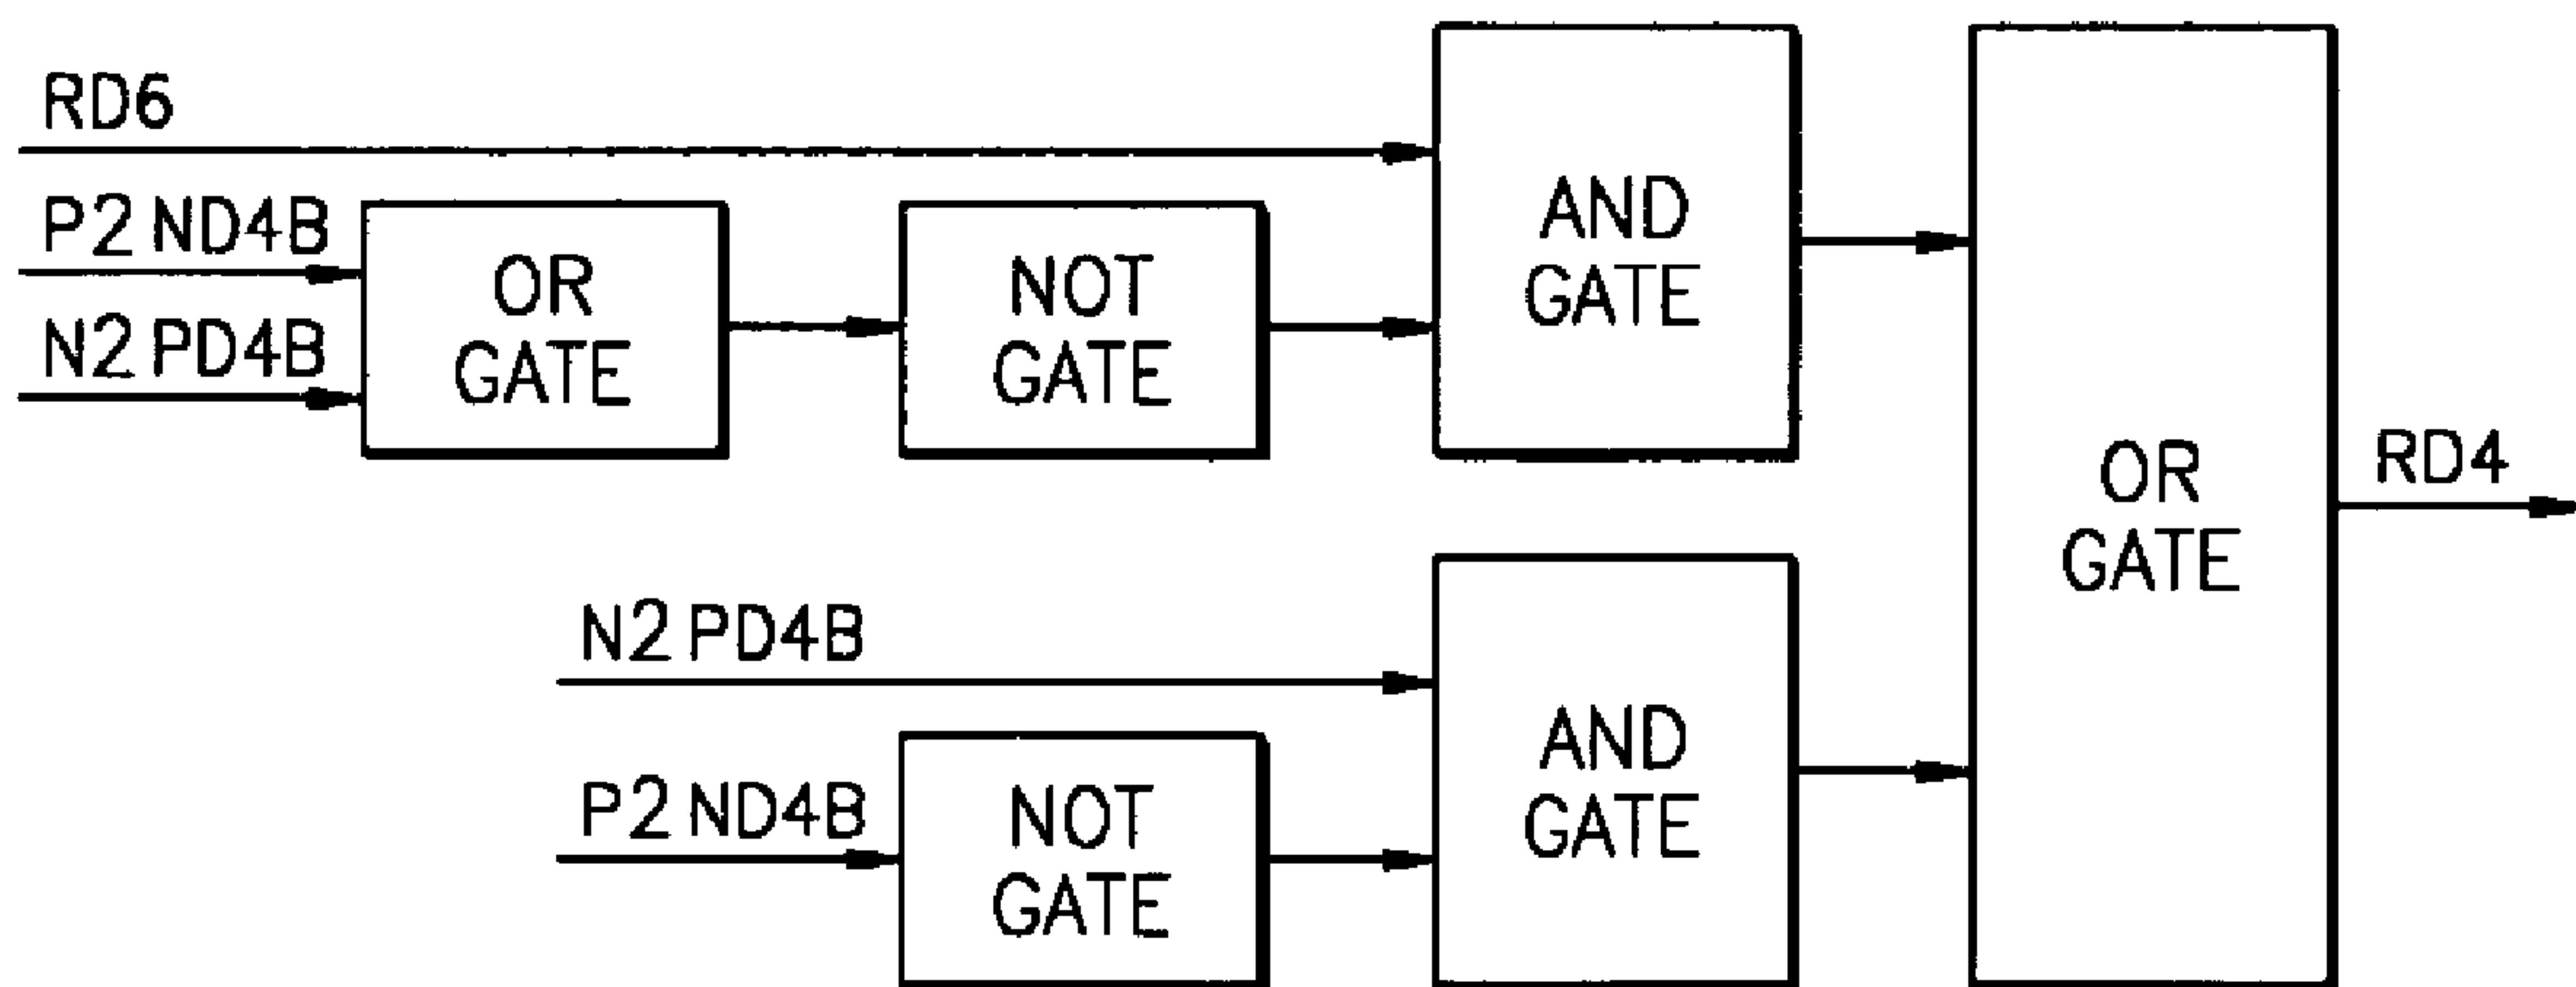 RD6
P2 ND4B
N2 PD4B
OR
GATE
NOT
GATE
AND
GATE
OR
GATE
RD4
N2 PD4B
P2 ND4B
NOT
GATE
AND
GATE